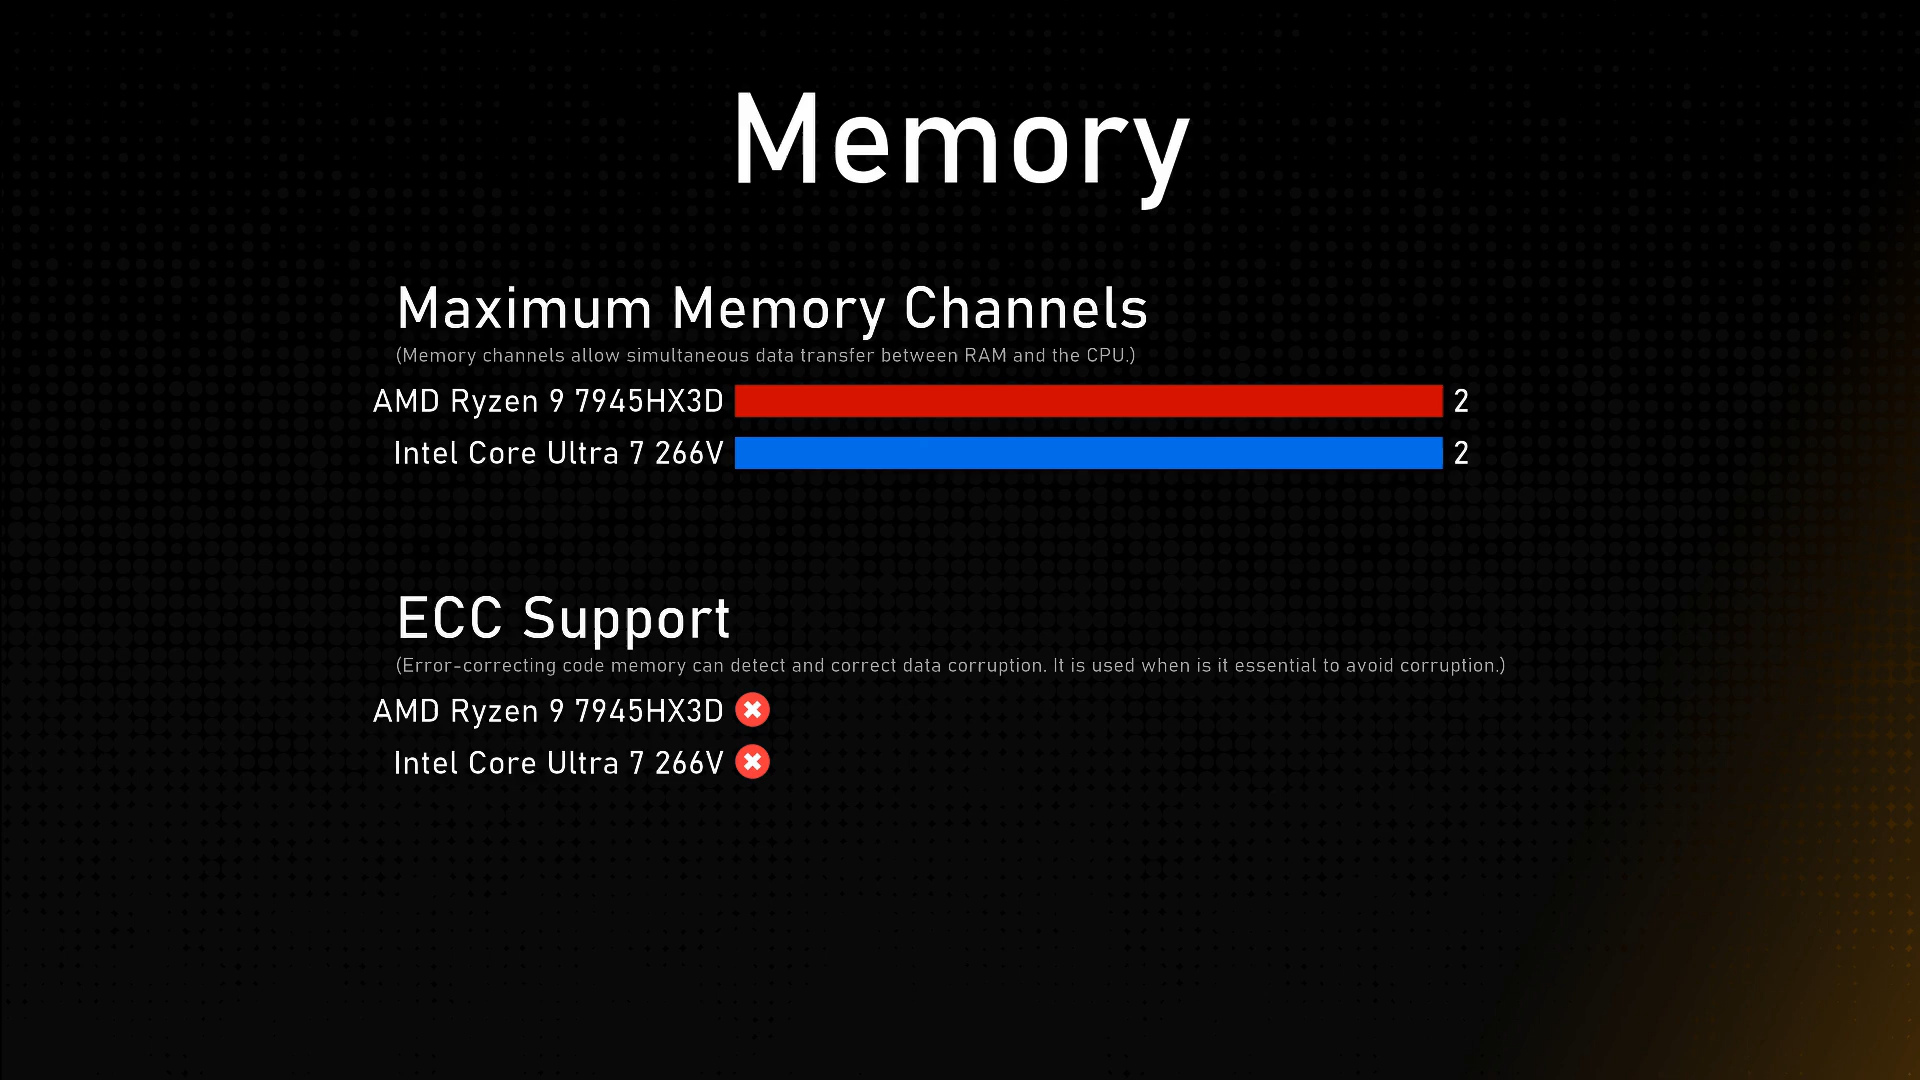 Memory
Maximum Memory Channels
(Memory channels allow simultaneous data transfer between RAM and the CPU.)
AMD Ryzen 9 7945HX3D 2
Intel Core Ultra 7 266V 2
ECC Support
(Error-correcting code memory can detect and correct data corruption. It is used when is it essential to avoid corruption.)
AMD Ryzen 9 7945HX3D
Intel Core Ultra 7 266V